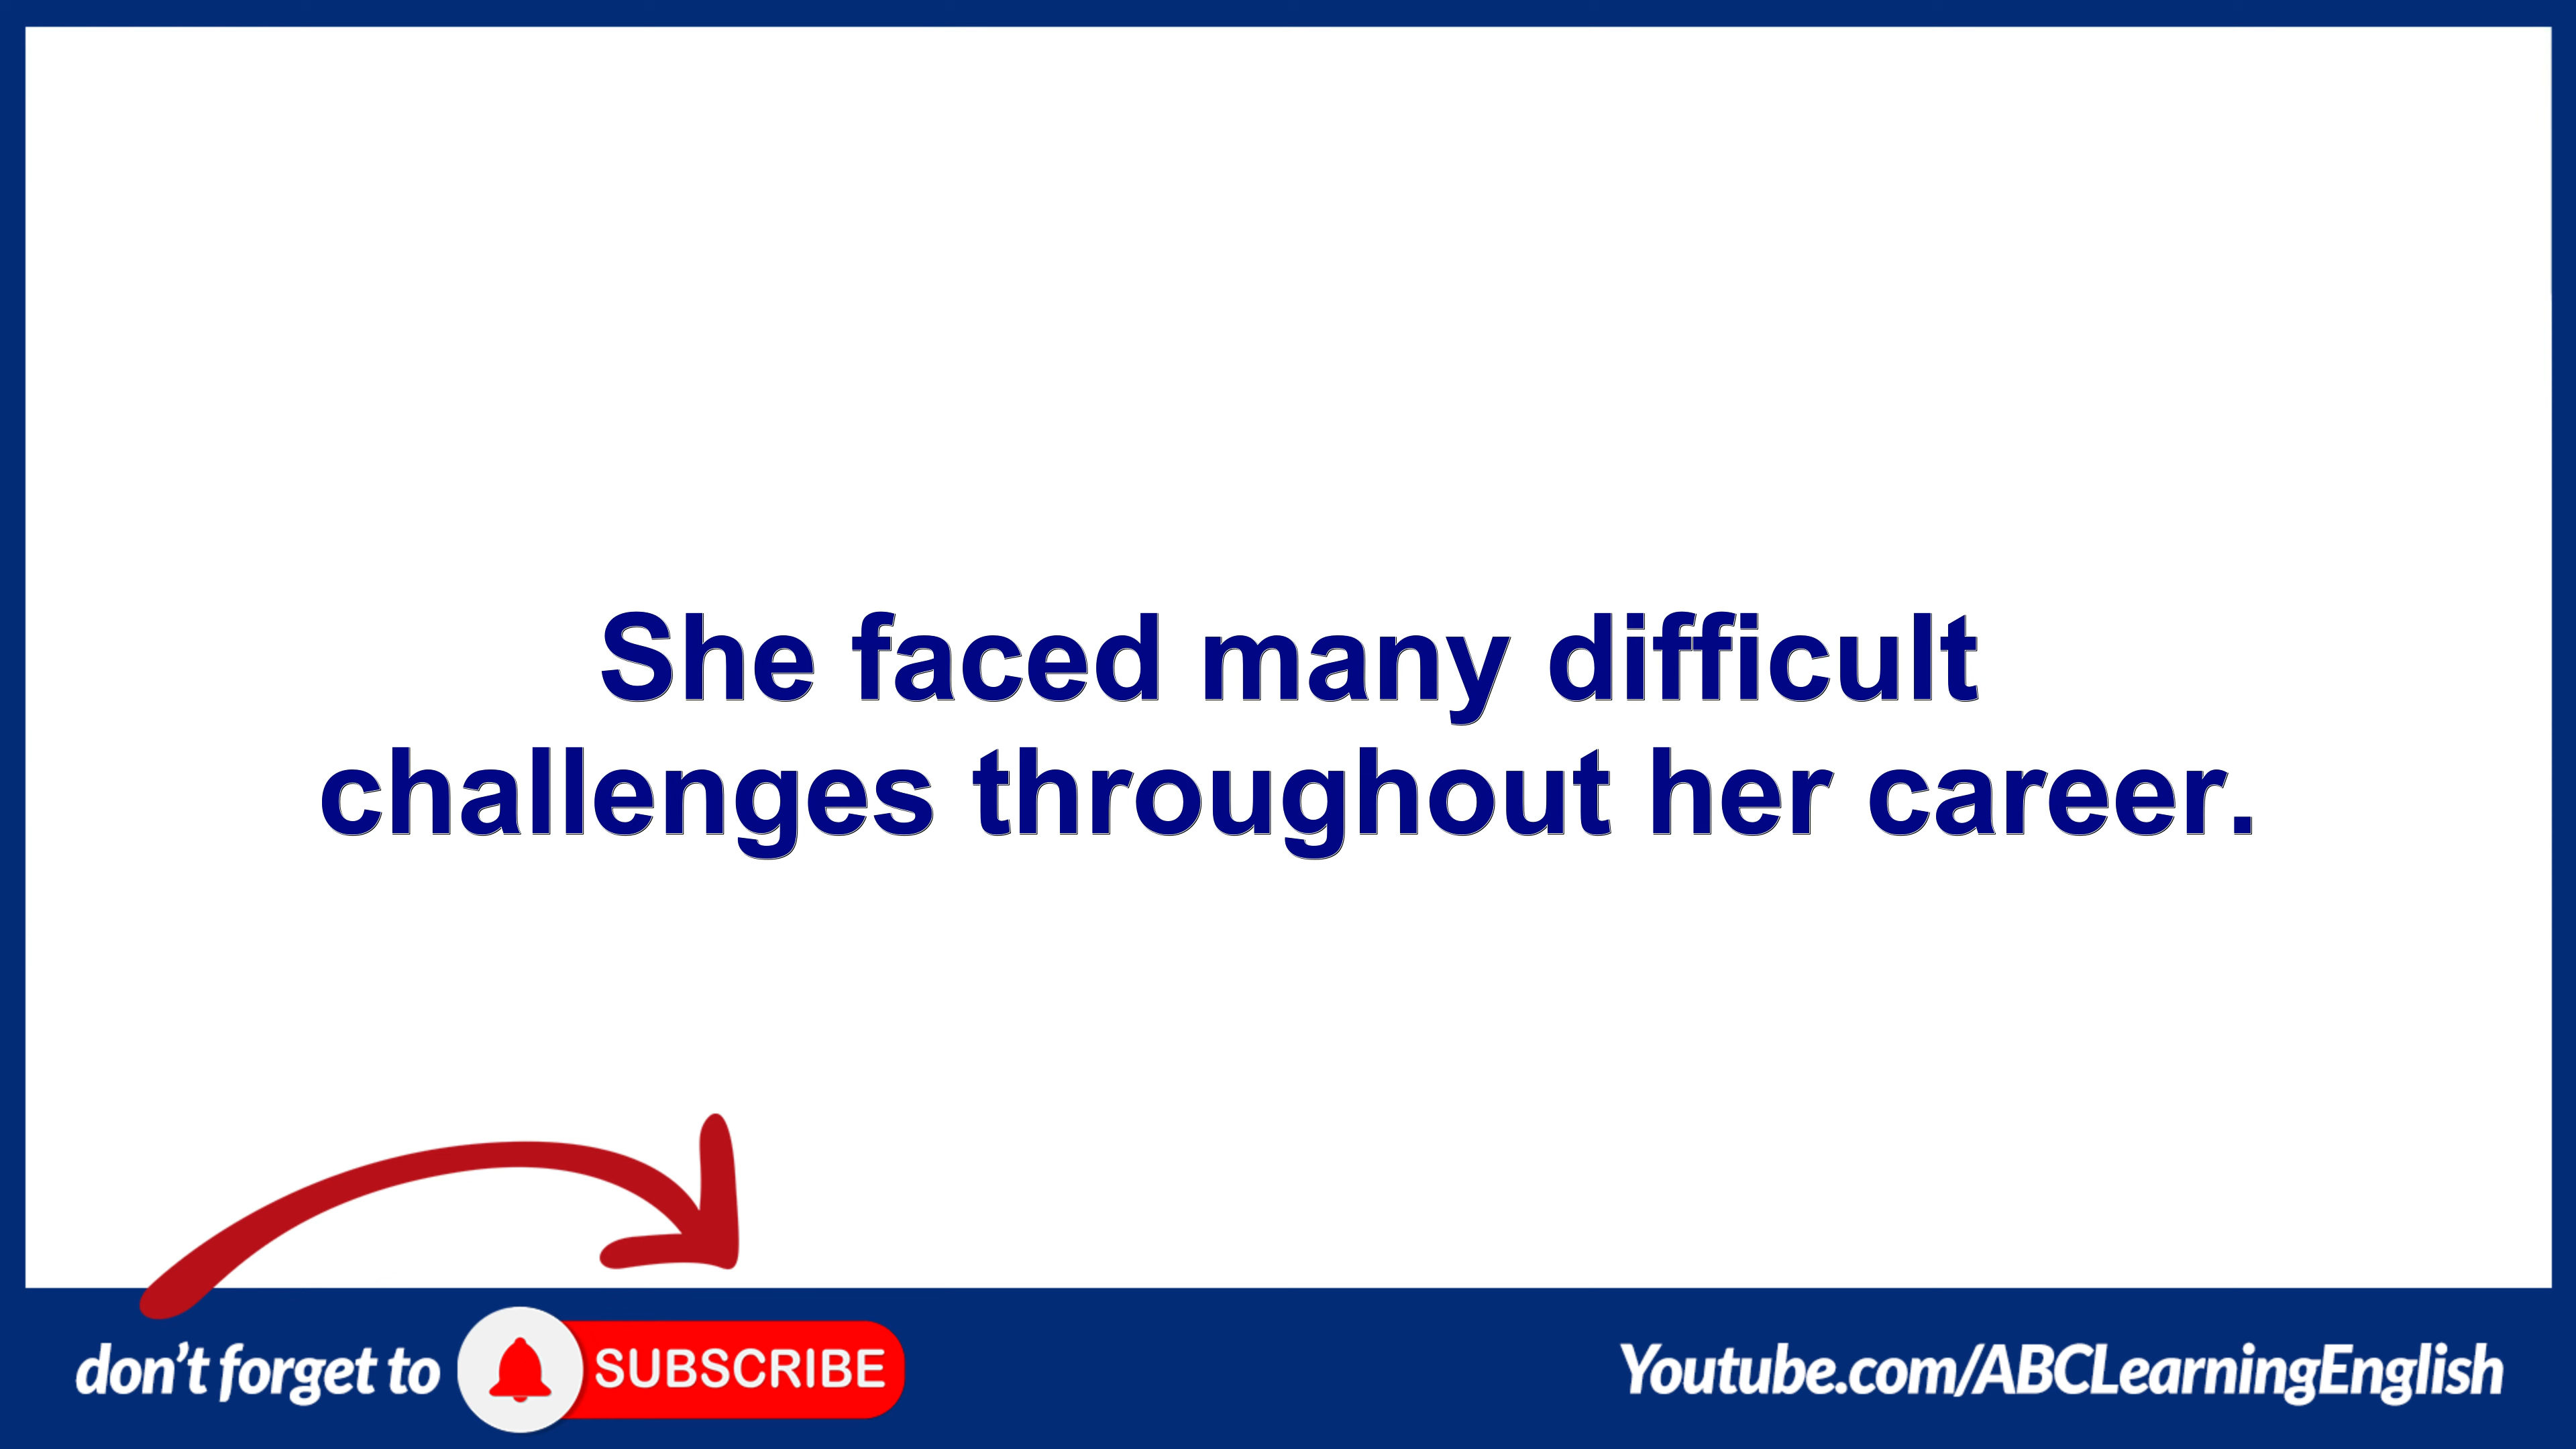 She faced many difficult
challenges throughout her career.
don't forget to SUBSCRIBE
Youtube.com/ABCLearningEnglish